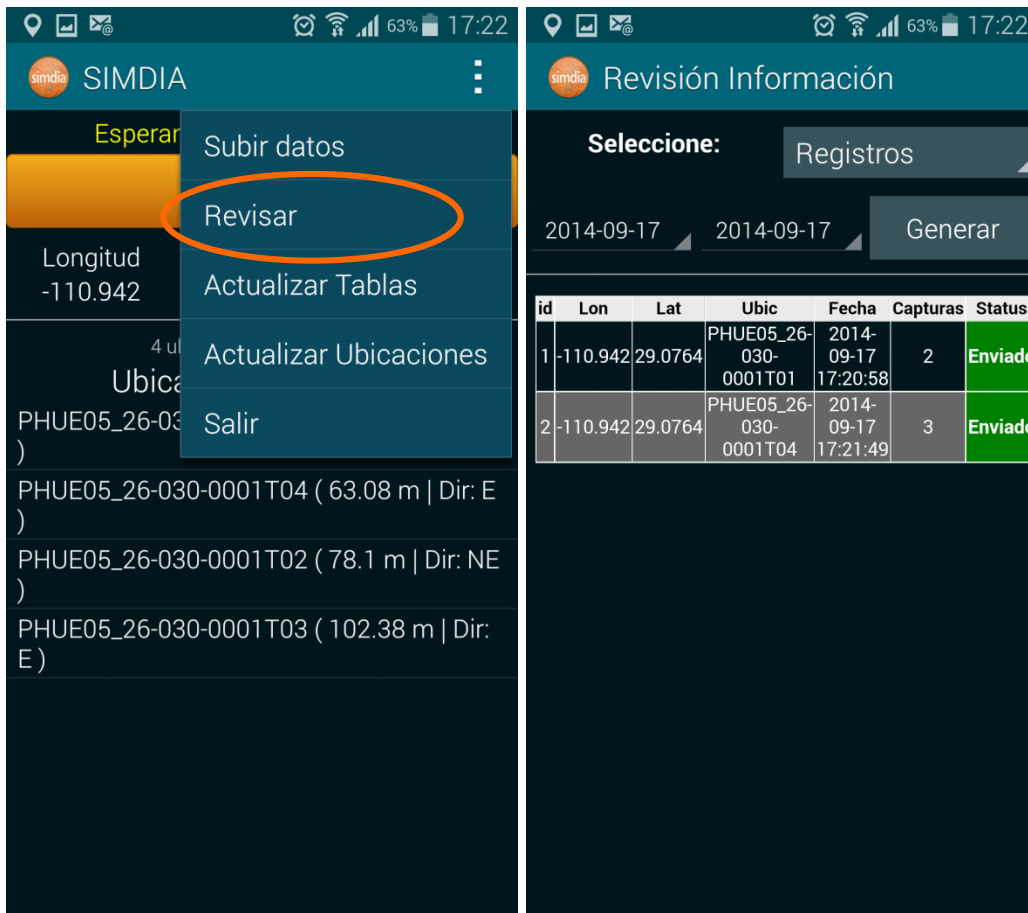 63% 17:22
simdia SIMDIA
Esperar
Subir datos
Revisar
Longitud
-110.942
Actualizar Tablas
4 ul
Actualizar Ubicaciones
Ubica
PHUE05_26-03
)
Salir
PHUE05_26-030-0001T04 ( 63.08 m | Dir: E
)
PHUE05_26-030-0001T02 ( 78.1 m | Dir: NE
)
PHUE05_26-030-0001T03 ( 102.38 m | Dir:
E )
63% 17:22
simdia Revisión Información
Seleccione: Registros
2014-09-17 2014-09-17 Generar
id Lon Lat Ubic Fecha Capturas Status
1 -110.942 29.0764 PHUE05_26-030-0001T01 2014-09-17 17:20:58 2 Enviado
2 -110.942 29.0764 PHUE05_26-030-0001T04 2014-09-17 17:21:49 3 Enviado